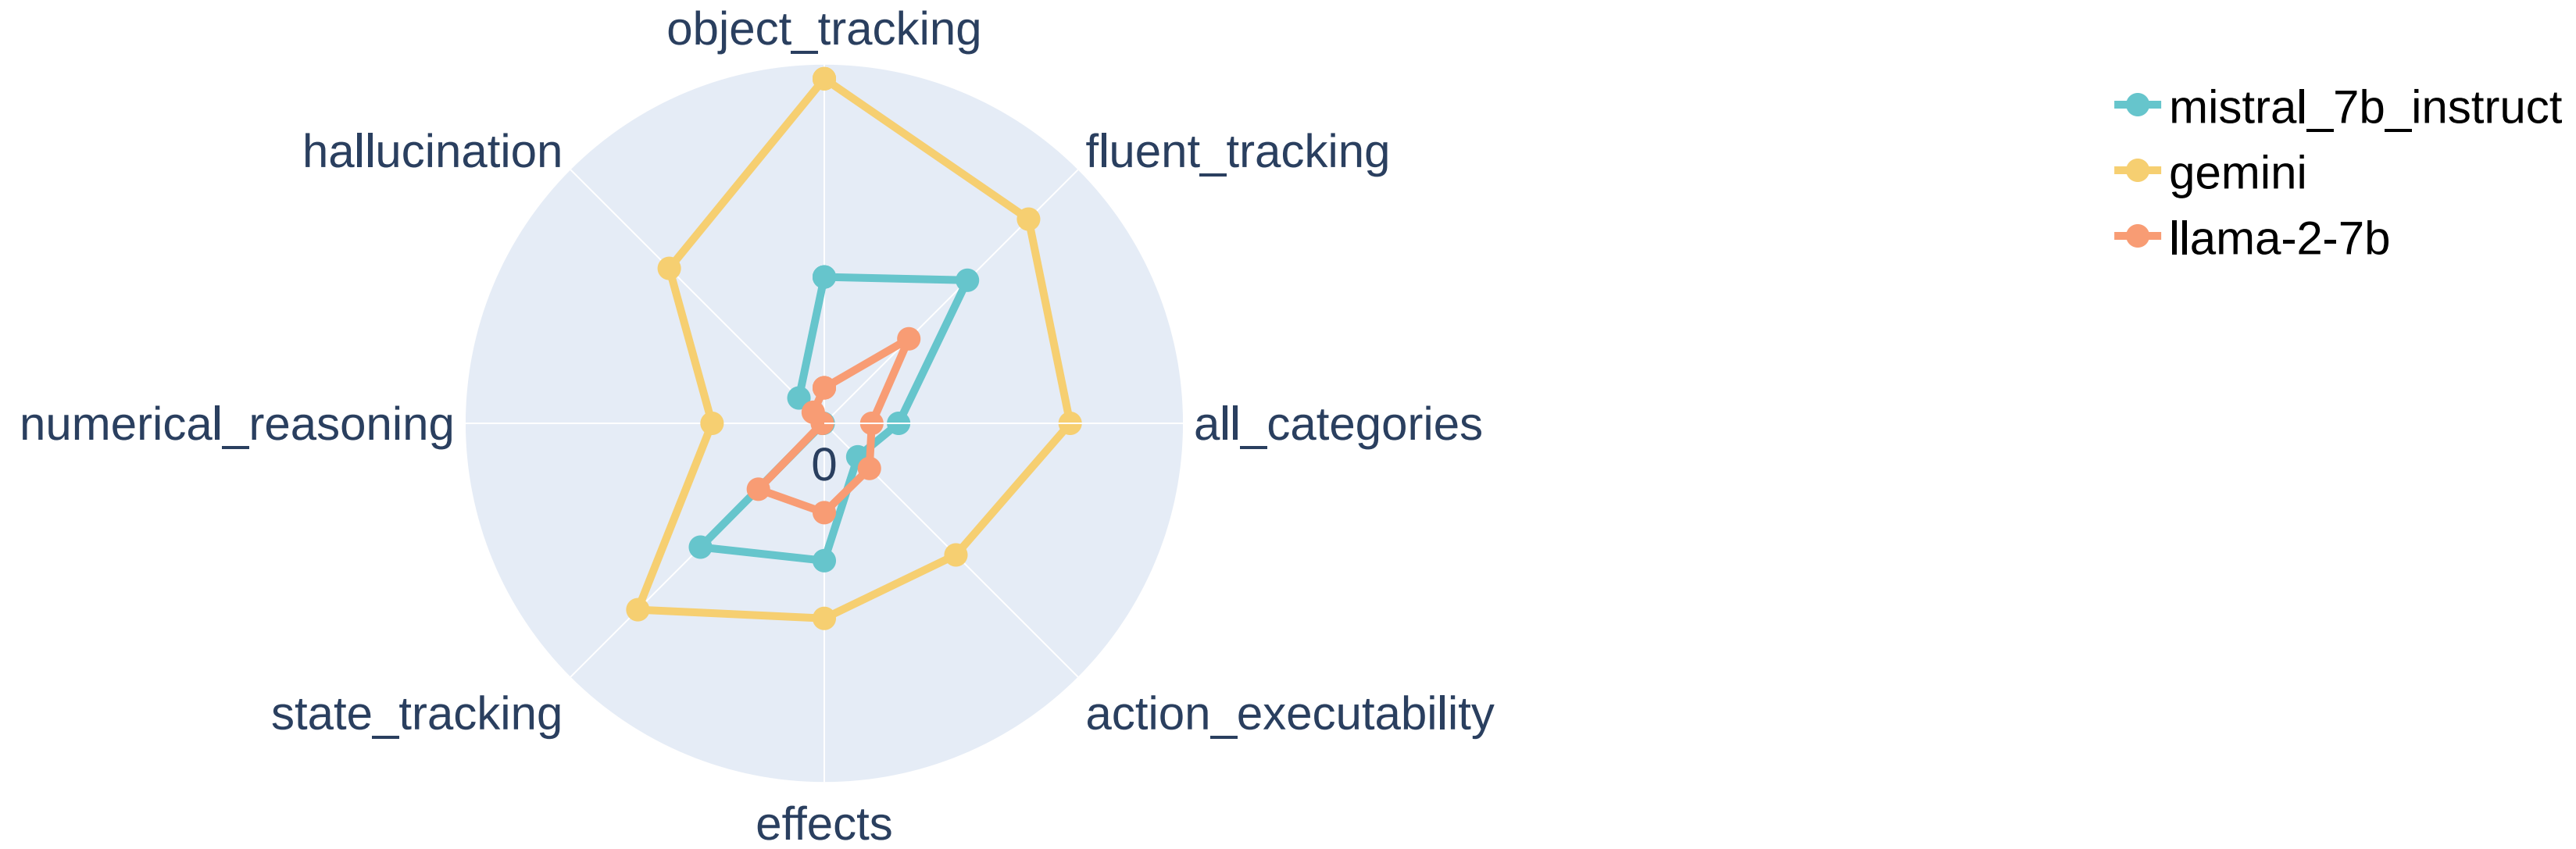 object_tracking
hallucination
fluent_tracking
numerical_reasoning
all_categories
0
state_tracking
action_executability
effects
mistral_7b_instruct
gemini
llama-2-7b